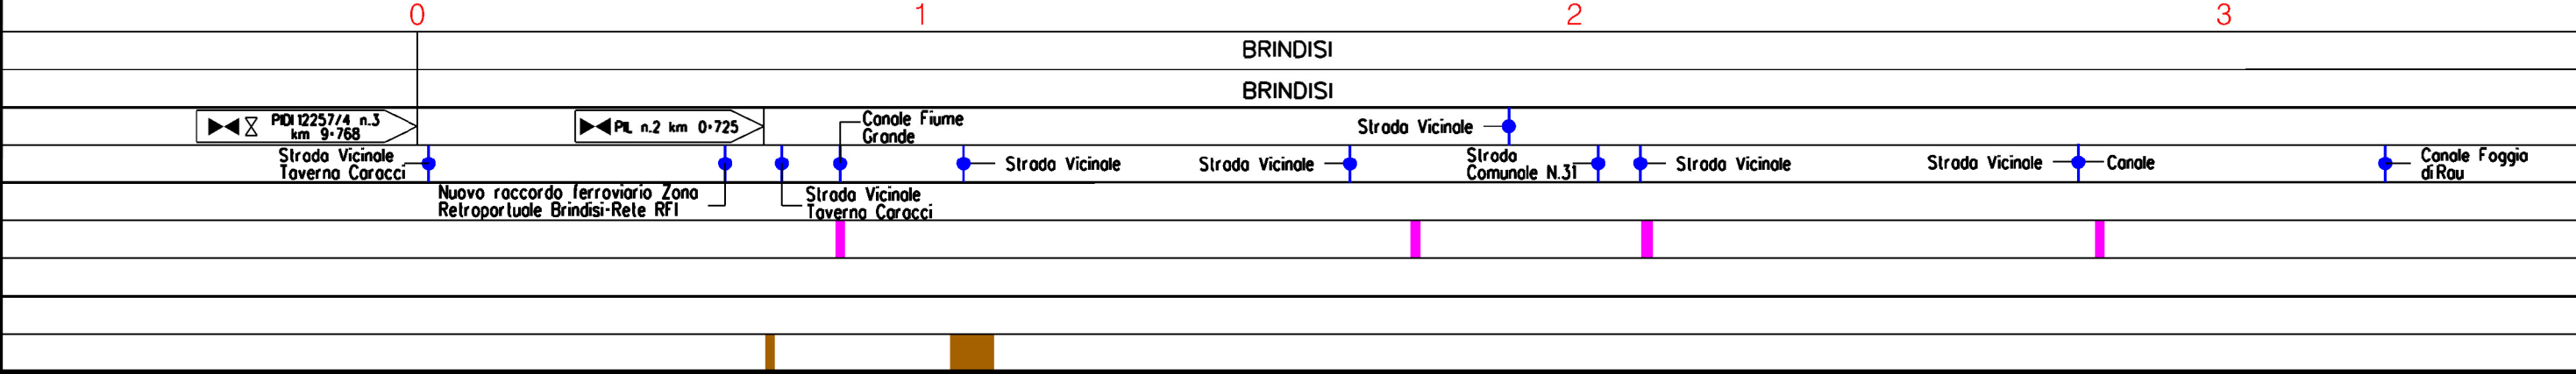 0 1 2 3
BRINDISI
BRINDISI
PIDI 12257/4 n.3
km 9+768
PIL n.2 km 0+725
Canale Fiume
Grande
Strada Vicinale
Strada Vicinale
Taverna Caracci
Strada Vicinale
Strada Vicinale
Strada
Comunale N.31
Strada Vicinale
Strada Vicinale
Canale
Canale Foggia
di Rau
Nuovo raccordo ferroviario Zona
Retroportuale Brindisi-Rete RFI
Strada Vicinale
Taverna Caracci